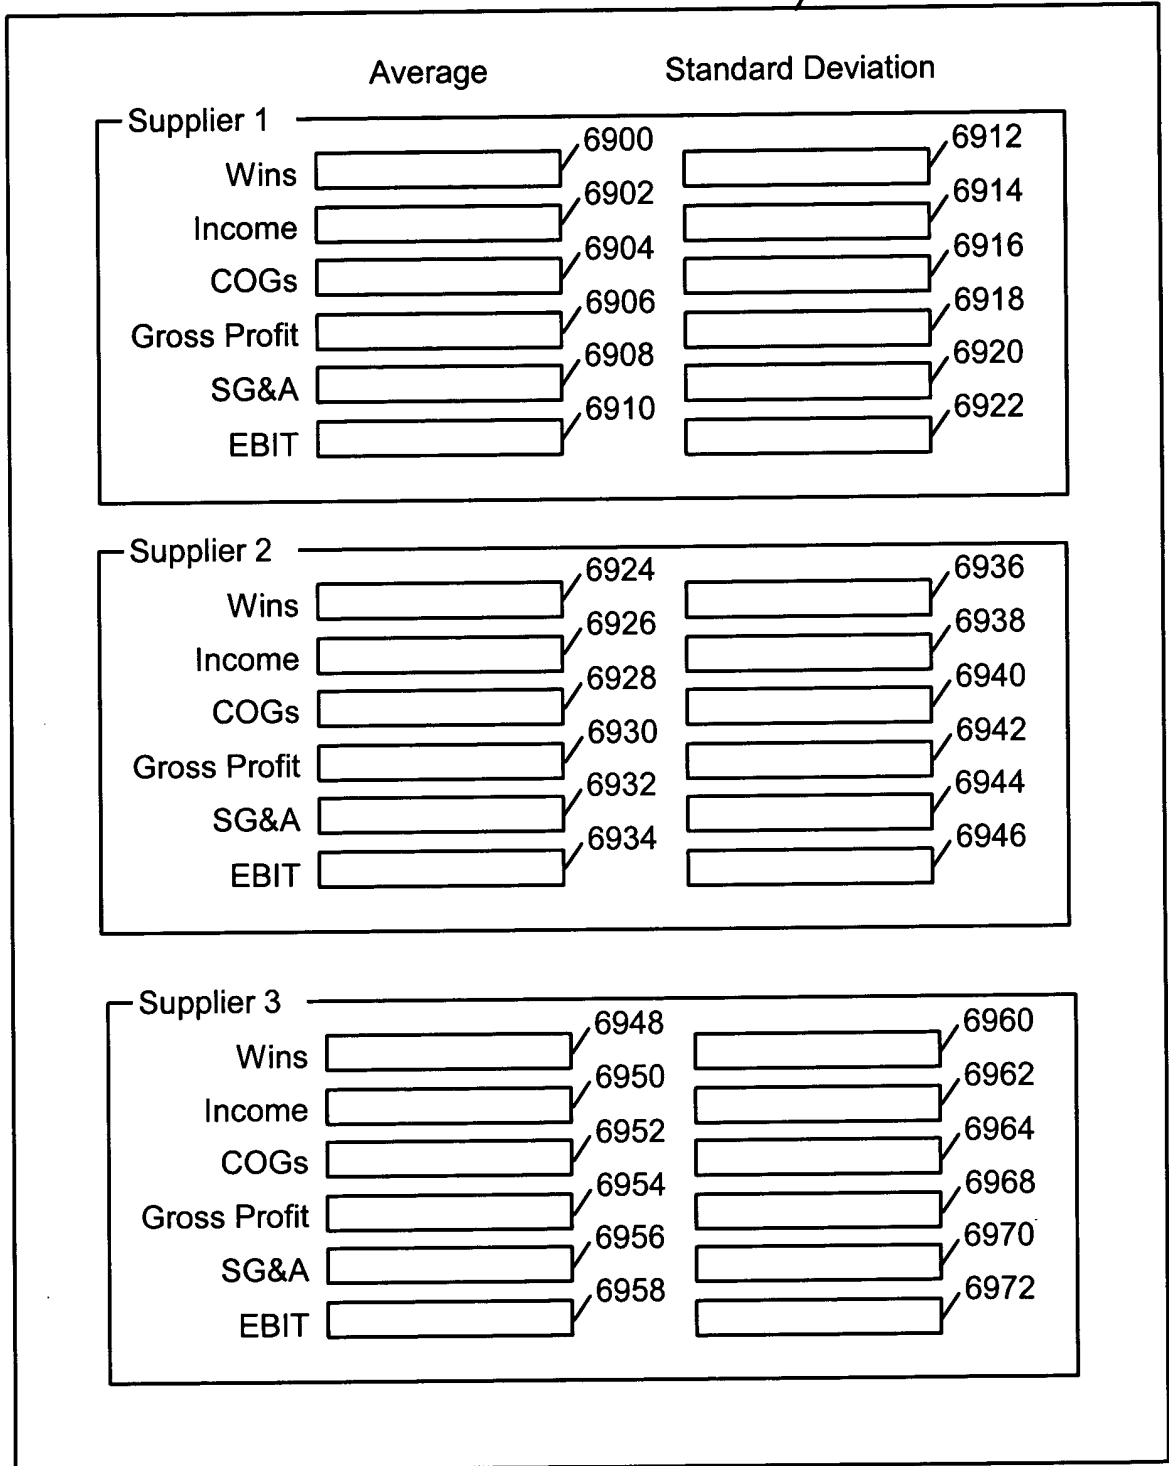 Average Standard Deviation
Supplier 1
Wins 6900 6912
Income 6902 6914
COGs 6904 6916
Gross Profit 6906 6918
SG&A 6908 6920
EBIT 6910 6922
Supplier 2
Wins 6924 6936
Income 6926 6938
COGs 6928 6940
Gross Profit 6930 6942
SG&A 6932 6944
EBIT 6934 6946
Supplier 3
Wins 6948 6960
Income 6950 6962
COGs 6952 6964
Gross Profit 6954 6968
SG&A 6956 6970
EBIT 6958 6972